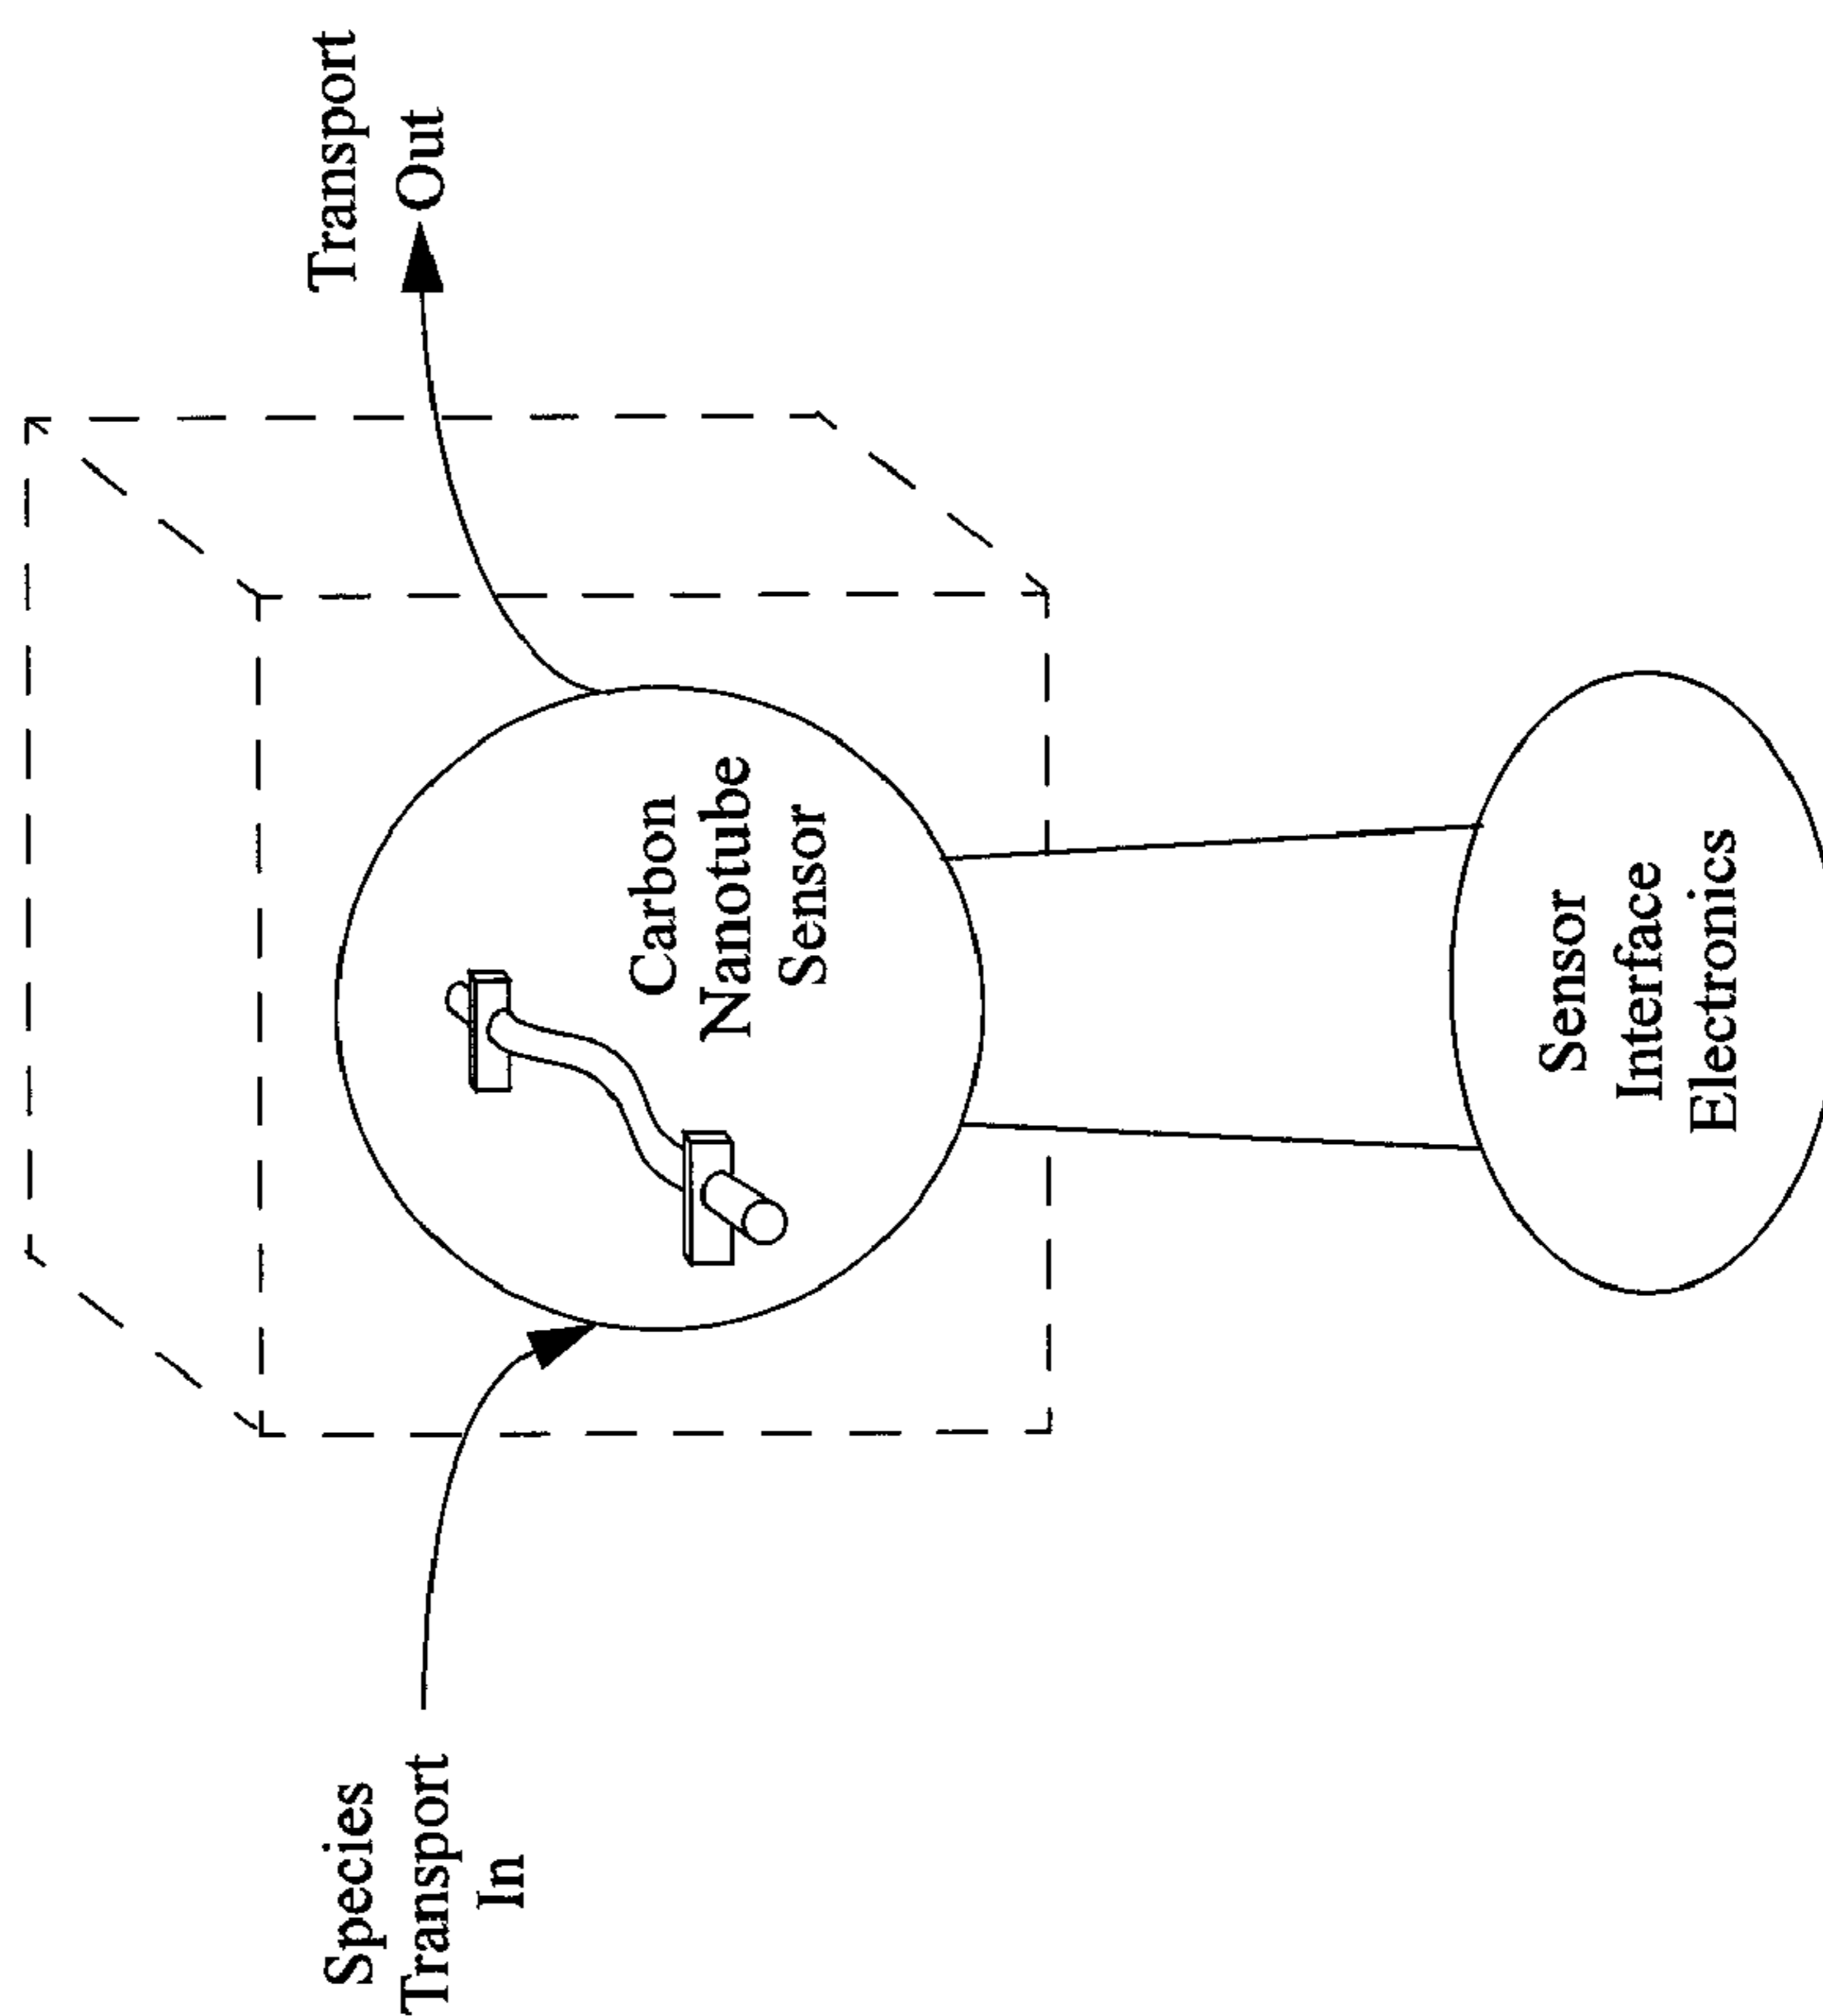 Species
Transport
In
Transport
Out
Carbon
Nanotube
Sensor
Sensor
Interface
Electronics